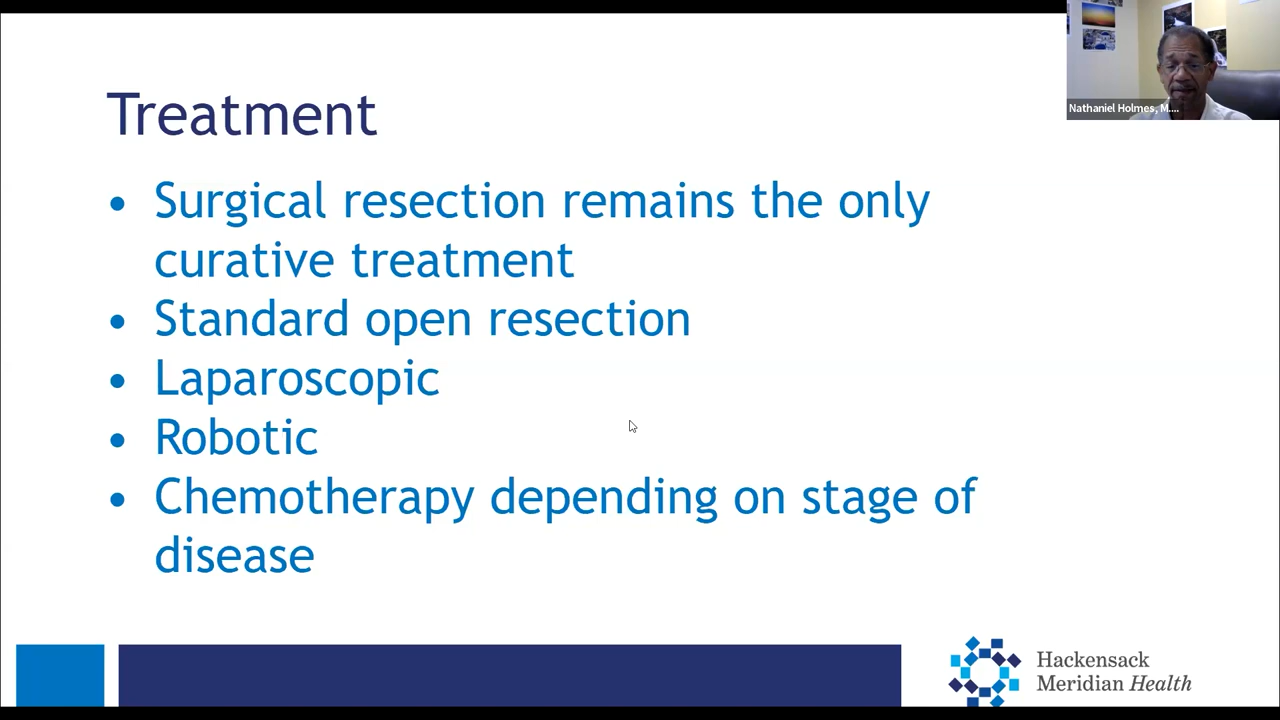 Nathaniel Holmes, M....
Treatment
• Surgical resection remains the only
curative treatment
• Standard open resection
• Laparoscopic
• Robotic
• Chemotherapy depending on stage of
disease
Hackensack
Meridian Health